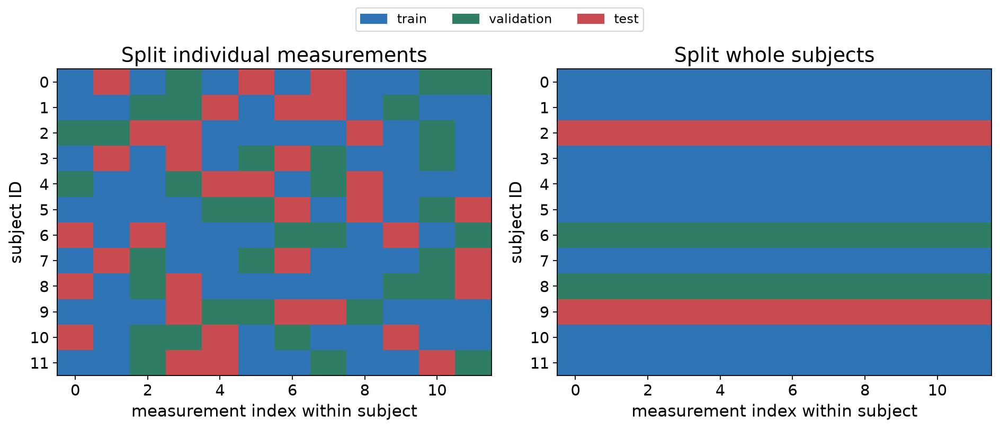 train validation test
Split individual measurements
subject ID
0
1
2
3
4
5
6
7
8
9
10
11
0 2 4 6 8 10
measurement index within subject
Split whole subjects
subject ID
0
1
2
3
4
5
6
7
8
9
10
11
0 2 4 6 8 10
measurement index within subject